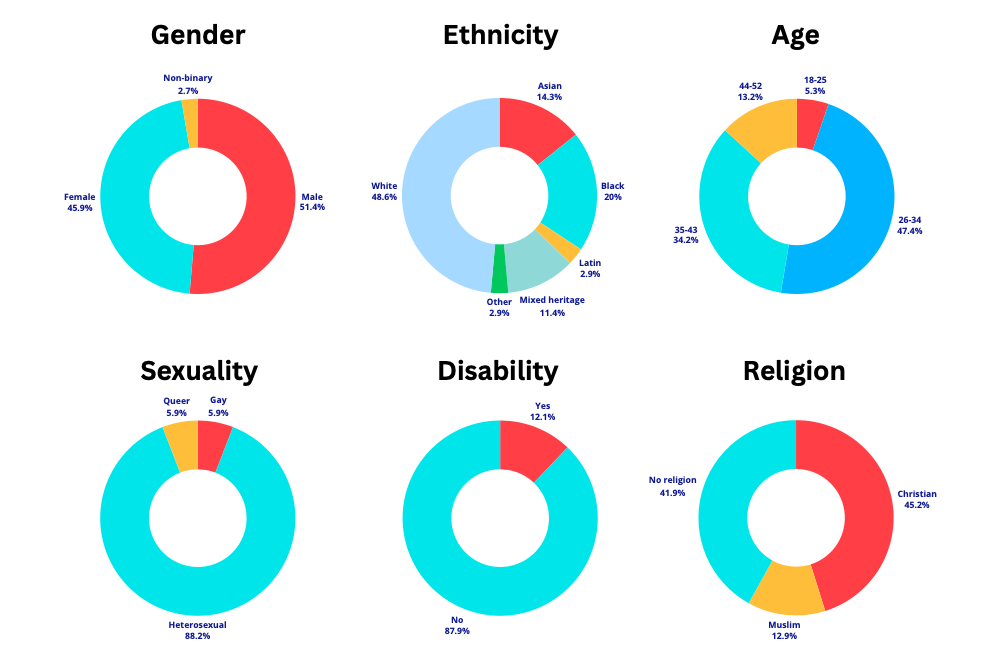 Gender
Non-binary
2.7%
Female
45.9%
Male
51.4%
Ethnicity
Asian
14.3%
White
48.6%
Black
20%
Latin
2.9%
Other
2.9%
Mixed heritage
11.4%
Age
44-52
13.2%
18-25
5.3%
26-34
47.4%
35-43
34.2%
Sexuality
Queer
5.9%
Gay
5.9%
Heterosexual
88.2%
Disability
Yes
12.1%
No
87.9%
Religion
No religion
41.9%
Christian
45.2%
Muslim
12.9%